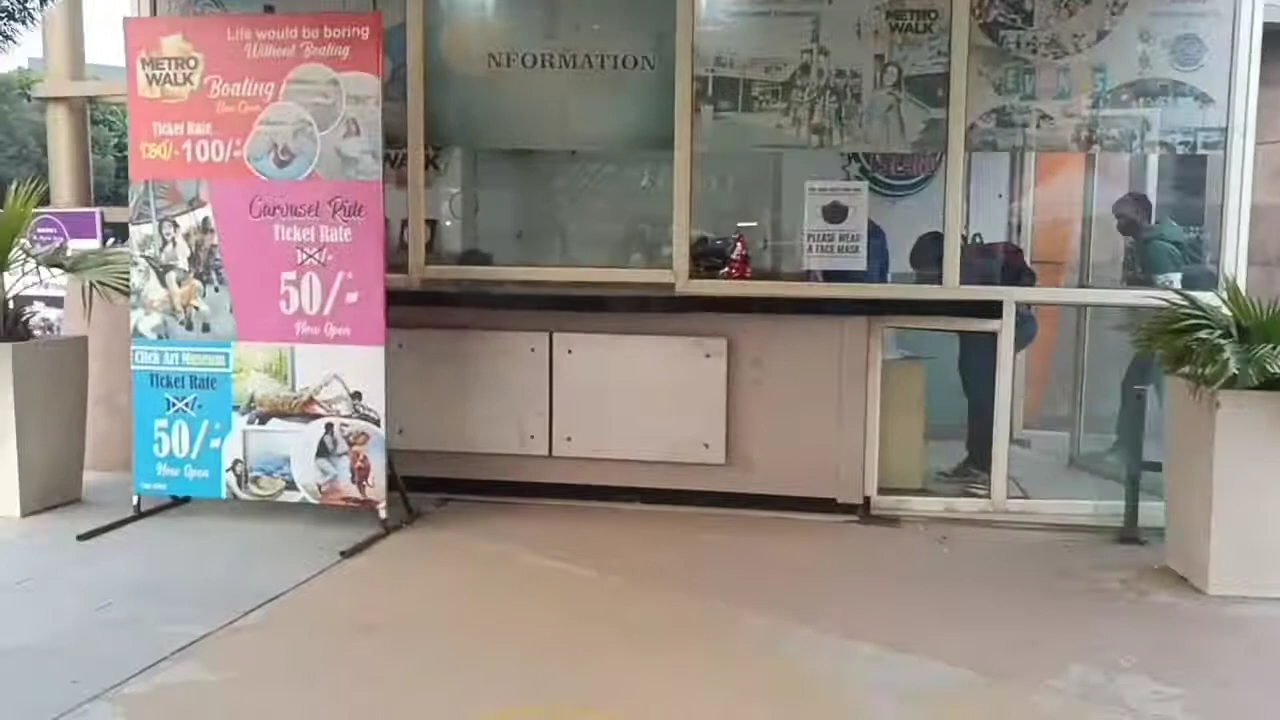 Life would be boring
Without Boating
METRO
WALK
Boating
Now Open
Ticket Rate
150/- 100/-
Carousel Ride
Ticket Rate
50/-
Now Open
Click Art Museum
Ticket Rate
50/-
Now Open
NFORMATION
METRO
WALK
PLEASE WEAR
A FACE MASK